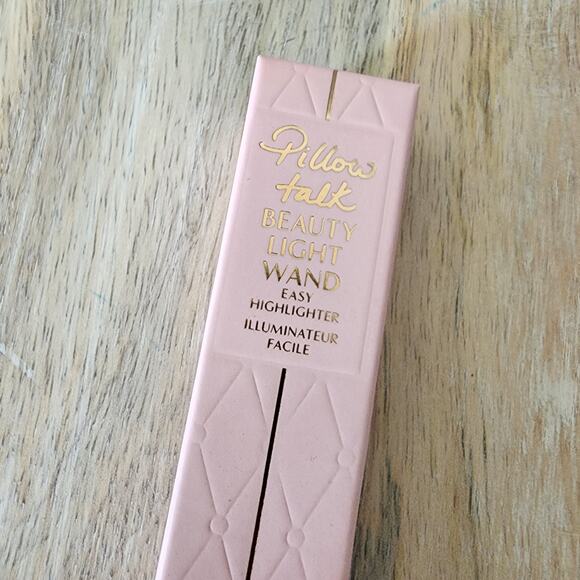 Pillow
talk
BEAUTY
LIGHT
WAND
EASY
HIGHLIGHTER
ILLUMINATEUR
FACILE